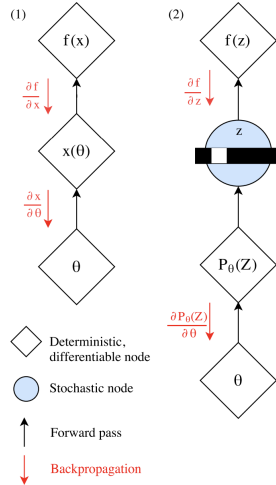 (1)
f(x)
∂f
∂x
x(θ)
∂x
∂θ
θ
(2)
f(z)
∂f
∂z
z
P_θ(Z)
∂P_θ(Z)
∂θ
θ
Deterministic,
differentiable node
Stochastic node
Forward pass
Backpropagation